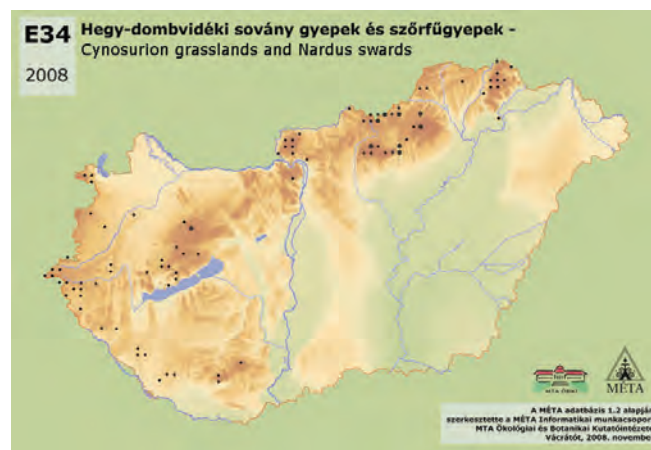 E34 Hegy-dombvidéki sovány gyepek és szőrfűgyepek -
Cynosurion grasslands and Nardus swards
2008
MTA ÖBKI
MÉTA
A MÉTA adatbázis 1.2 alapján
szerkesztette a MÉTA Informatikai munkacsoport
MTA Ökológiai és Botanikai Kutatóintézete
Vácrátót, 2008. november